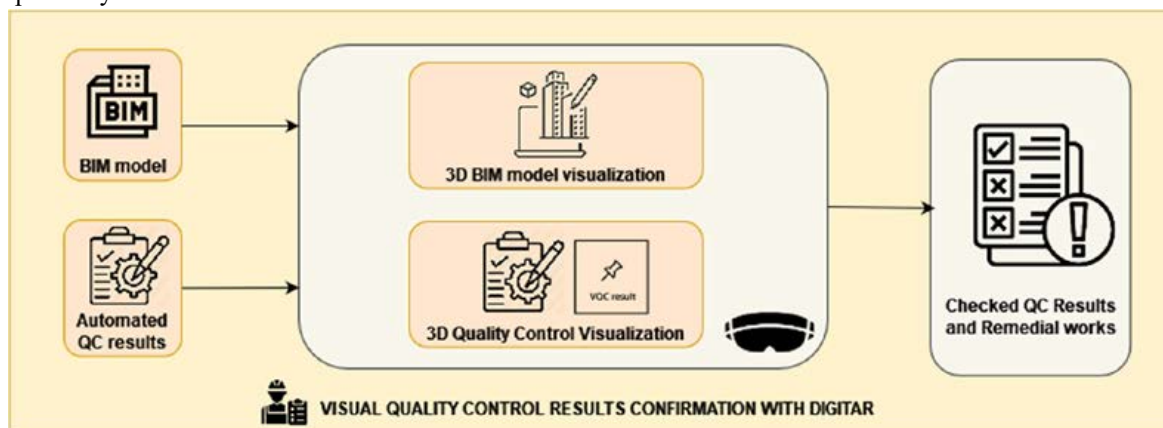 BIM
BIM model
3D BIM model visualization
Automated
QC results
VQC result
3D Quality Control Visualization
Checked QC Results
and Remedial works
VISUAL QUALITY CONTROL RESULTS CONFIRMATION WITH DIGITAR